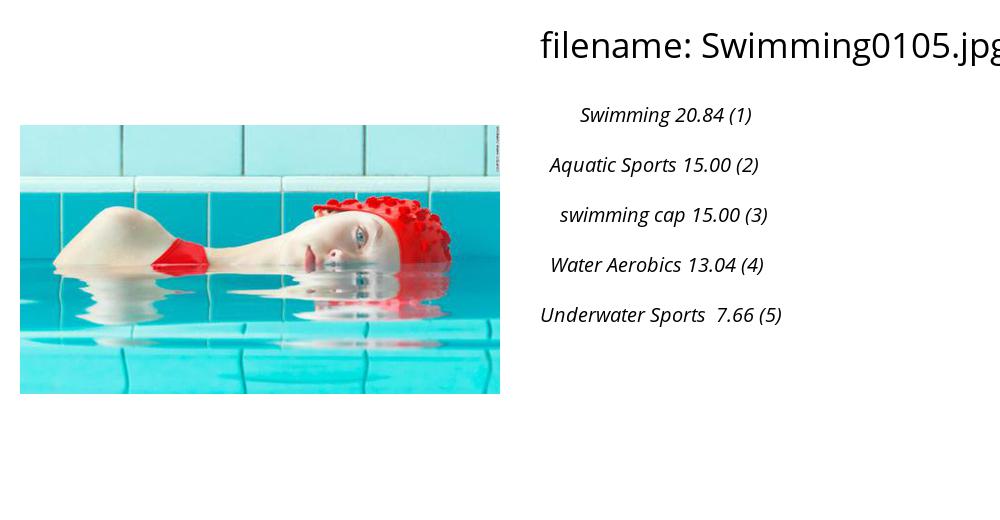 filename: Swimming0105.jpg
Swimming 20.84 (1)
Aquatic Sports 15.00 (2)
swimming cap 15.00 (3)
Water Aerobics 13.04 (4)
Underwater Sports 7.66 (5)